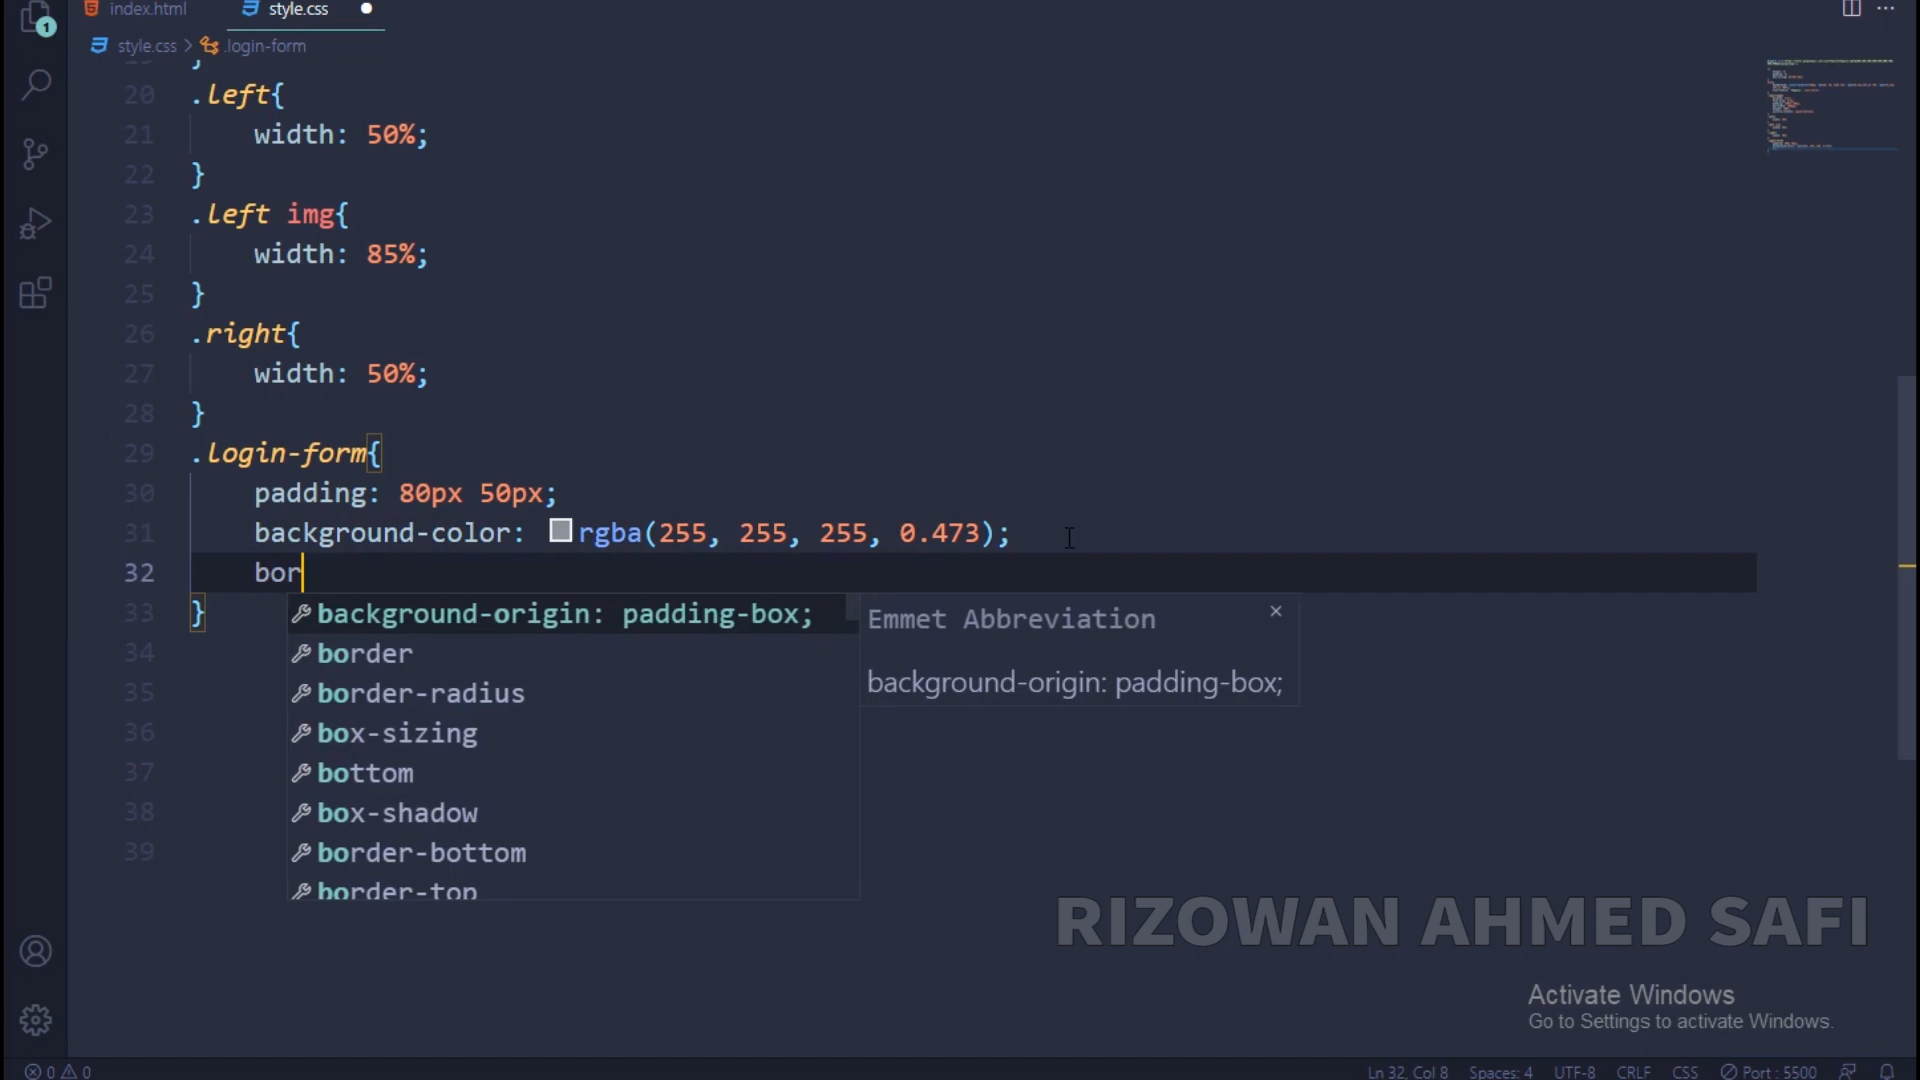 index.html
style.css
1
style.css > .login-form
19 }
20 .left{
21 width: 50%;
22 }
23 .left img{
24 width: 85%;
25 }
26 .right{
27 width: 50%;
28 }
29 .login-form{
30 padding: 80px 50px;
31 background-color: rgba(255, 255, 255, 0.473);
32 bor
33 }
34
35
36
37
38
39
background-origin: padding-box;
border
border-radius
box-sizing
bottom
box-shadow
border-bottom
border-top
Emmet Abbreviation ×
background-origin: padding-box;
RIZOWAN AHMED SAFI
Activate Windows
Go to Settings to activate Windows.
0 0
Ln 32, Col 8 Spaces: 4 UTF-8 CRLF CSS Port : 5500